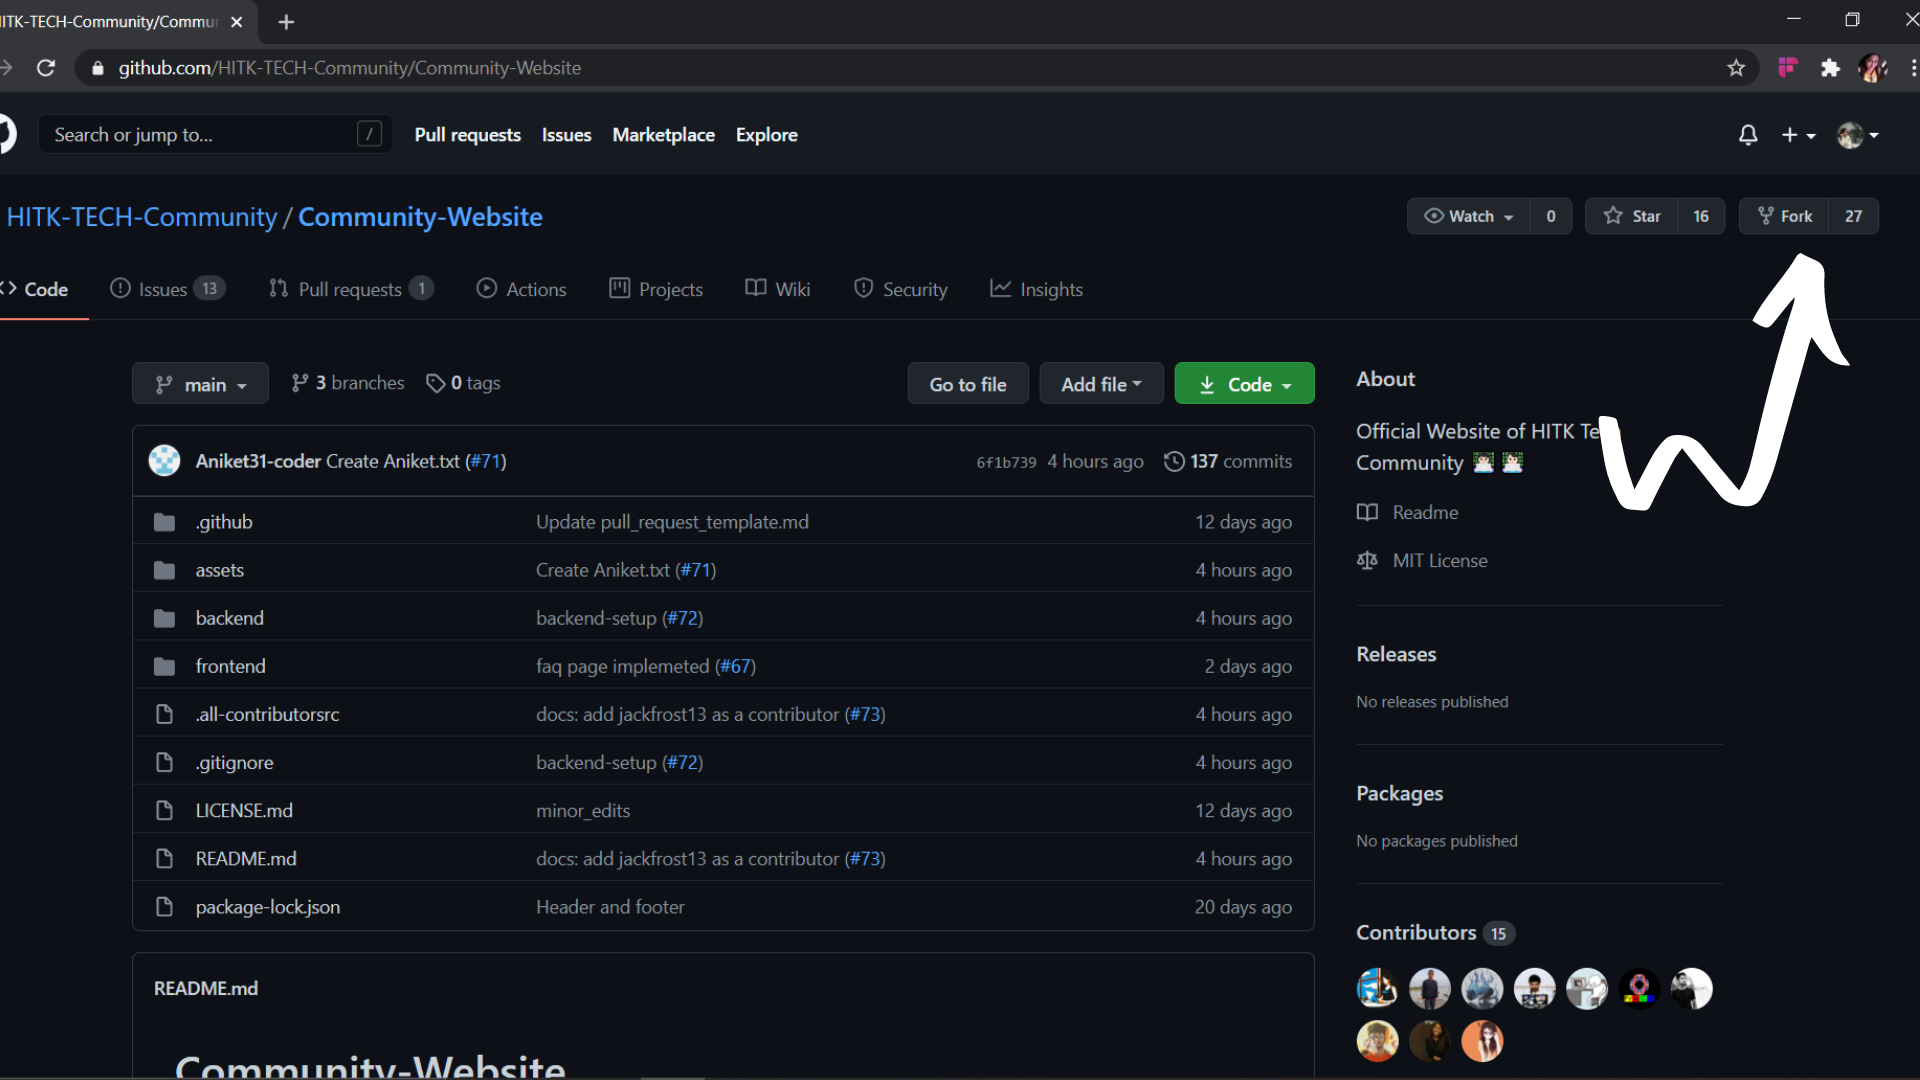 HITK-TECH-Community/Commu
github.com/HITK-TECH-Community/Community-Website
Search or jump to... /
Pull requests Issues Marketplace Explore
HITK-TECH-Community / Community-Website
Watch 0 Star 16 Fork 27
Code Issues 13 Pull requests 1 Actions Projects Wiki Security Insights
main 3 branches 0 tags Go to file Add file Code
Aniket31-coder Create Aniket.txt (#71) 6f1b739 4 hours ago 137 commits
.github Update pull_request_template.md 12 days ago
assets Create Aniket.txt (#71) 4 hours ago
backend backend-setup (#72) 4 hours ago
frontend faq page implemeted (#67) 2 days ago
.all-contributorsrc docs: add jackfrost13 as a contributor (#73) 4 hours ago
.gitignore backend-setup (#72) 4 hours ago
LICENSE.md minor_edits 12 days ago
README.md docs: add jackfrost13 as a contributor (#73) 4 hours ago
package-lock.json Header and footer 20 days ago
README.md
Community-Website
About
Official Website of HITK Te
Community
Readme
MIT License
Releases
No releases published
Packages
No packages published
Contributors 15